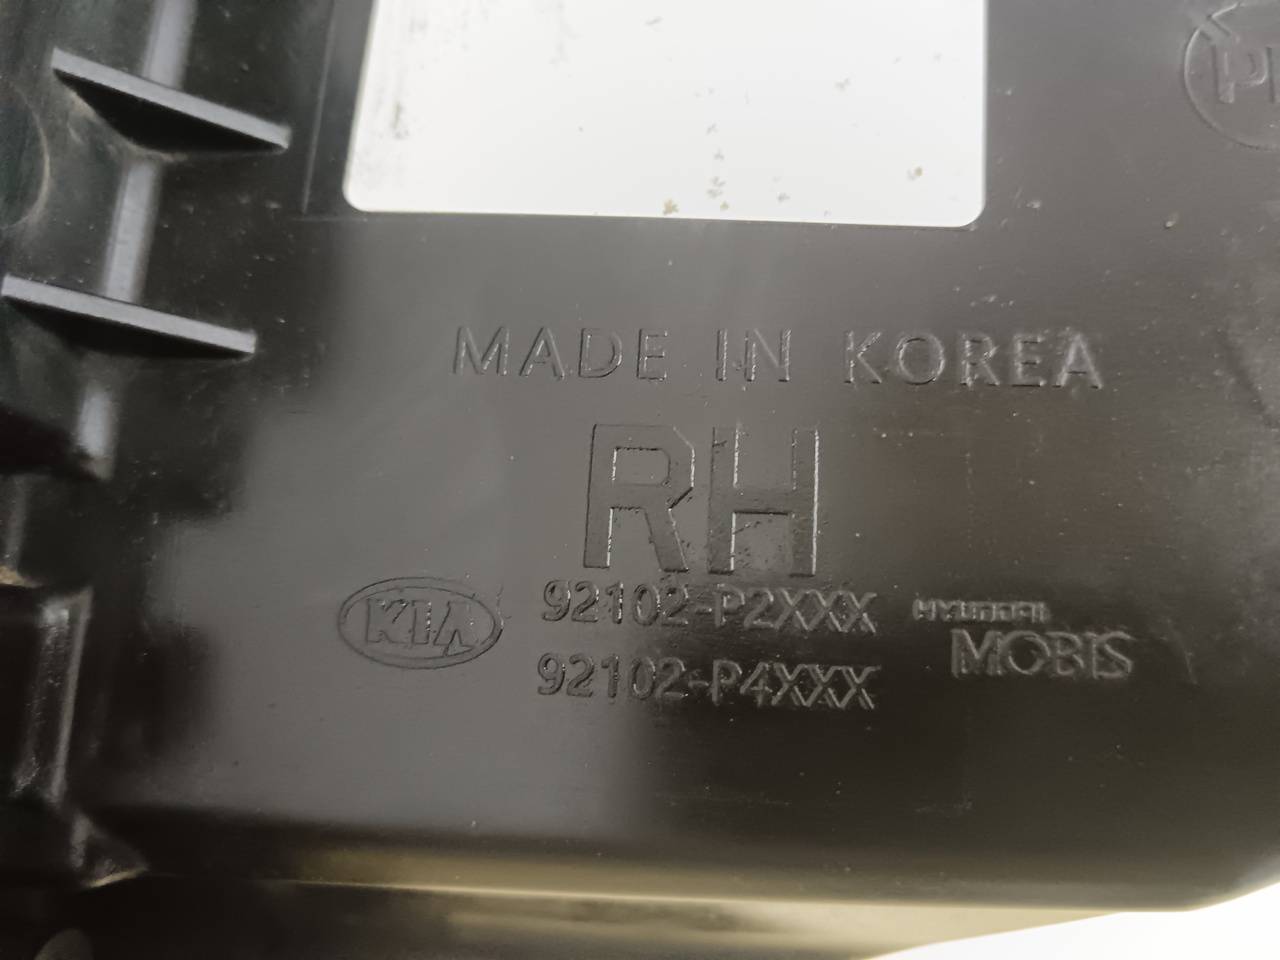 MADE IN KOREA
RH
KIA
92102-P2XXX
92102-P4XXX
HYUNDAI
MOBIS